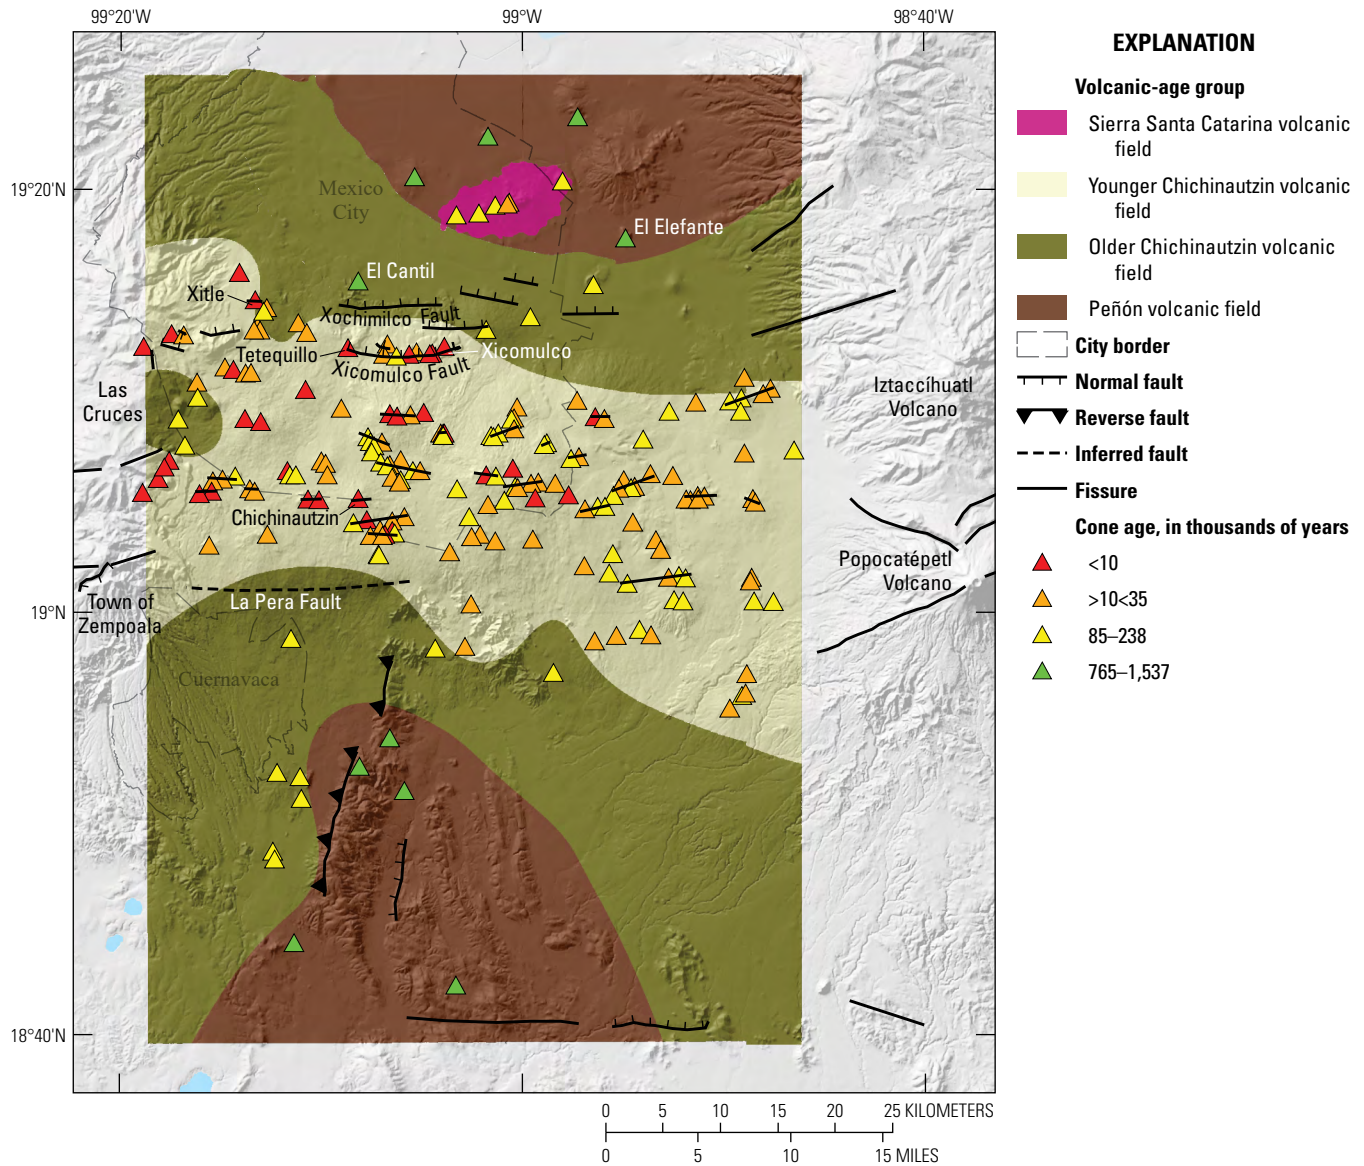 99°20'W
99°W
98°40'W
19°20'N
19°N
18°40'N
Mexico
City
El Elefante
El Cantil
Xitle
Xochimilco Fault
Tetequillo
Xicomulco
Xicomulco Fault
Las
Cruces
Iztaccíhuatl
Volcano
Chichinautzin
Popocatépetl
Volcano
La Pera Fault
Town of
Zempoala
Cuernavaca
0 5 10 15 20 25 KILOMETERS
0 5 10 15 MILES
EXPLANATION
Volcanic-age group
Sierra Santa Catarina volcanic
field
Younger Chichinautzin volcanic
field
Older Chichinautzin volcanic
field
Peñón volcanic field
City border
Normal fault
Reverse fault
Inferred fault
Fissure
Cone age, in thousands of years
<10
>10<35
85–238
765–1,537